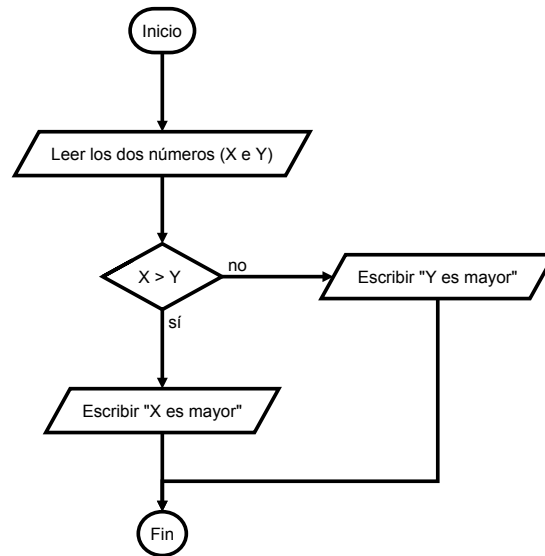 Inicio
Leer los dos números (X e Y)
X > Y
no
Escribir "Y es mayor"
sí
Escribir "X es mayor"
Fin